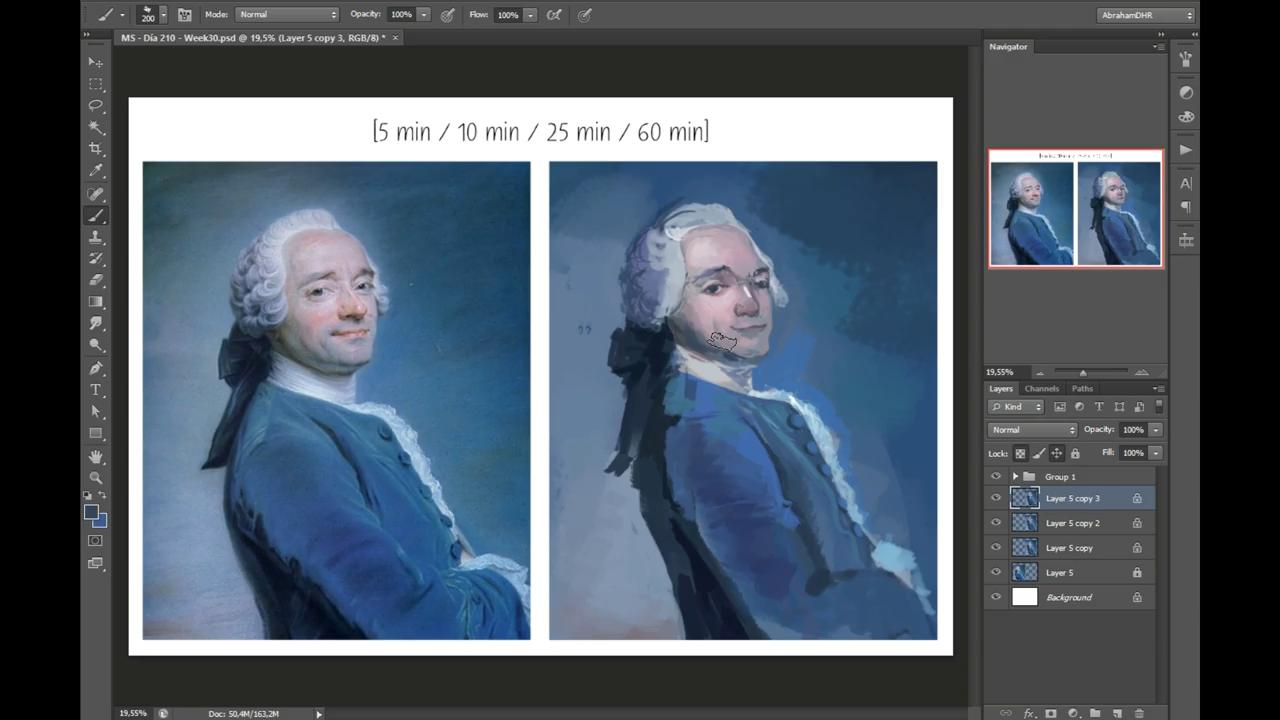 200
Mode: Normal
Opacity: 100%
Flow: 100%
AbrahamDHR
MS - Día 210 - Week30.psd @ 19,5% (Layer 5 copy 3, RGB/8) * ×
[5 min / 10 min / 25 min / 60 min]
Navigator
19,55%
Layers Channels Paths
Kind
Normal Opacity: 100%
Lock: Fill: 100%
Group 1
Layer 5 copy 3
Layer 5 copy 2
Layer 5 copy
Layer 5
Background
fx
19,55% Doc: 50,4M/163,2M